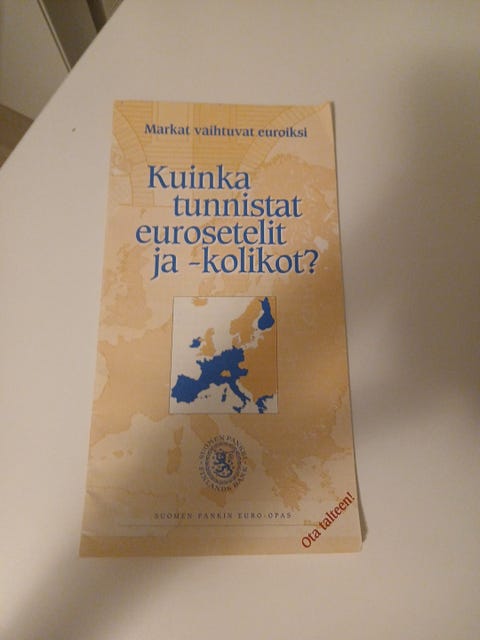 Markat vaihtuvat euroiksi
Kuinka
tunnistat
eurosetelit
ja -kolikot?
SUOMEN PANKKI
FINLANDS BANK
SUOMEN PANKIN EURO-OPAS
Ota talteen!